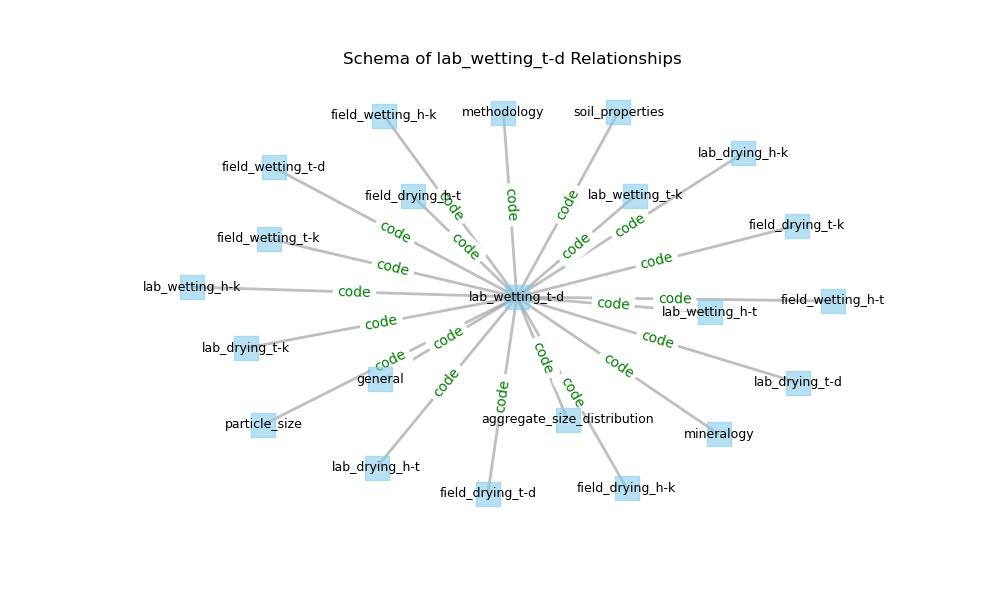 Schema of lab_wetting_t-d Relationships
field_wetting_h-k
methodology
soil_properties
lab_drying_h-k
field_wetting_t-d
field_drying_h-t
lab_wetting_t-k
code
code
code
code
field_drying_t-k
code
field_wetting_t-k
code
code
code
code
lab_wetting_h-k
code
lab_wetting_t-d
code
code
field_wetting_h-t
lab_wetting_h-t
code
code
code
lab_drying_t-k
code
code
code
general
code
code
code
lab_drying_t-d
particle_size
aggregate_size_distribution
mineralogy
lab_drying_h-t
field_drying_t-d
field_drying_h-k